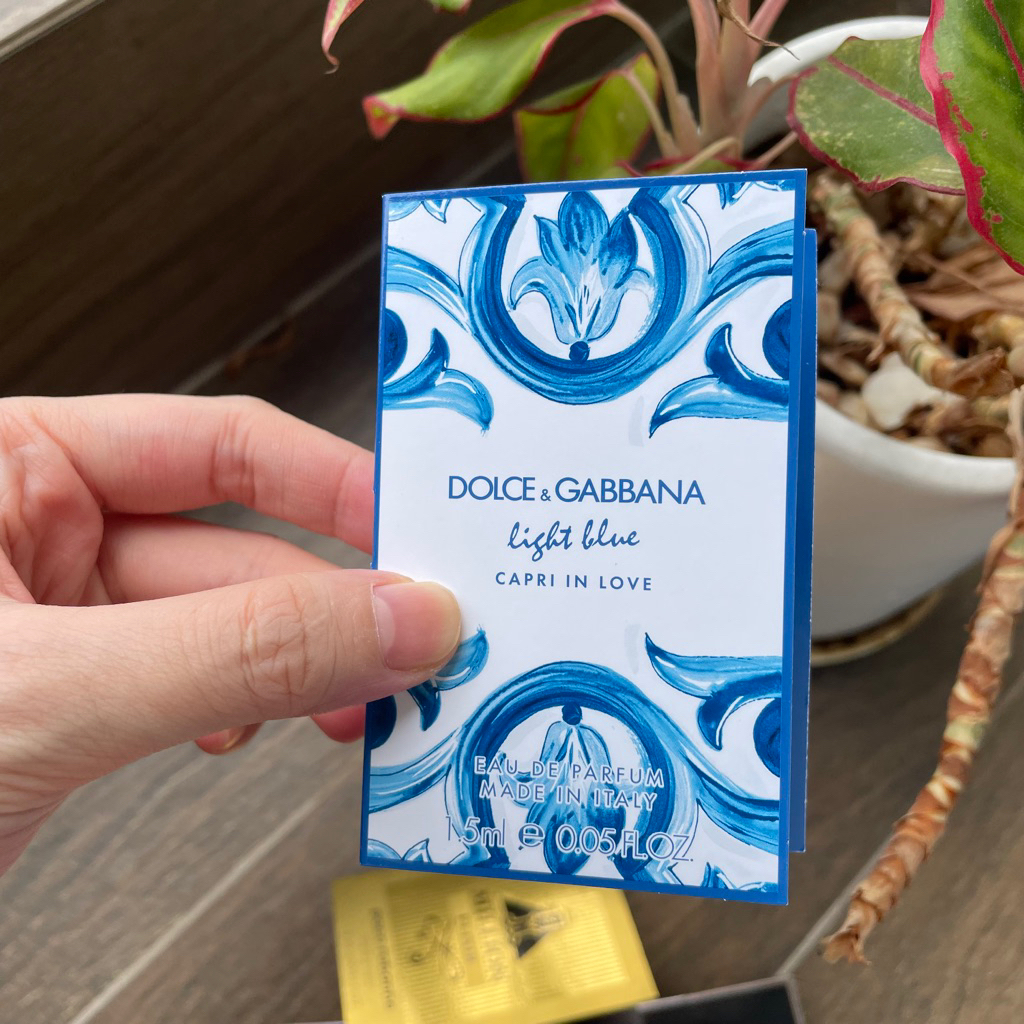 DOLCE & GABBANA
light blue
CAPRI IN LOVE
EAU DE PARFUM
MADE IN ITALY
1.5ml e 0.05 FL.OZ.